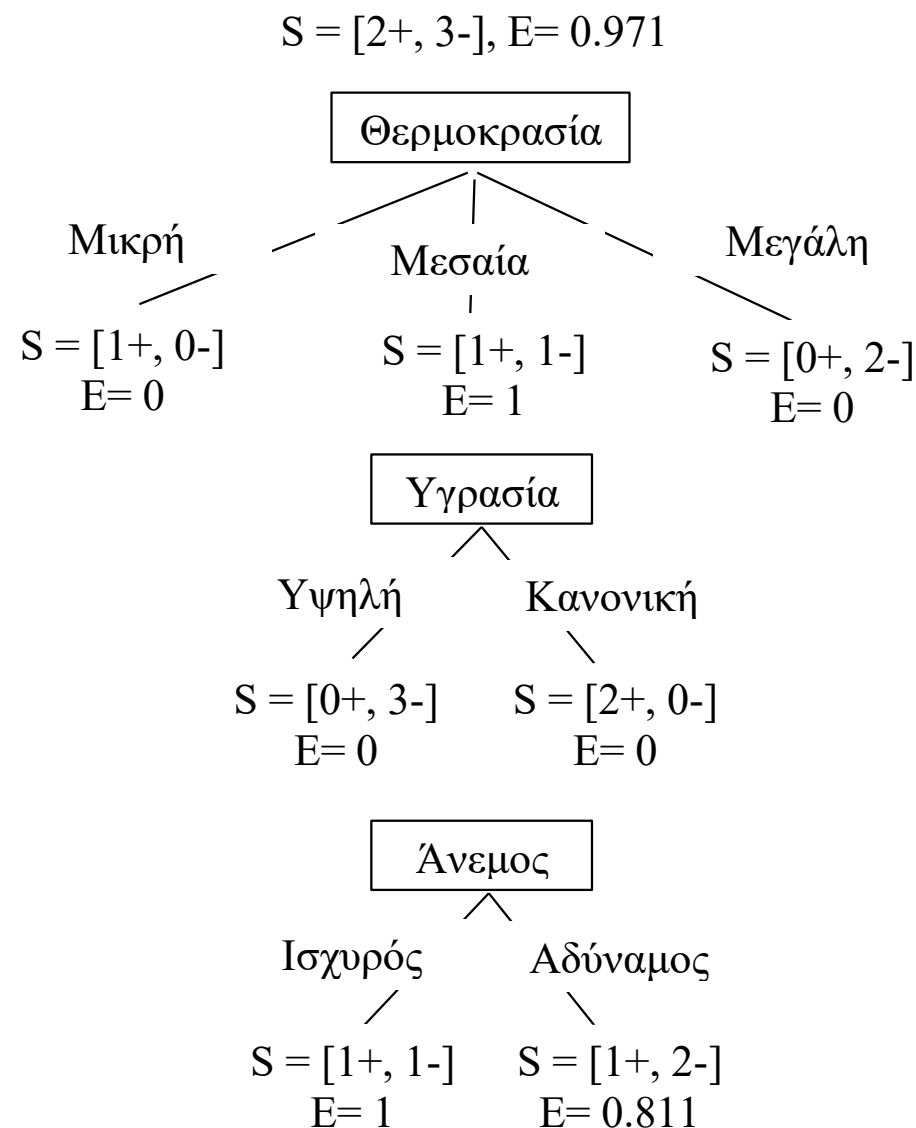 S = [2+, 3-], E= 0.971
Θερμοκρασία
Μικρή Μεσαία Μεγάλη
S = [1+, 0-] S = [1+, 1-] S = [0+, 2-]
E= 0 E= 1 E= 0
Υγρασία
Υψηλή Κανονική
S = [0+, 3-] S = [2+, 0-]
E= 0 E= 0
Άνεμος
Ισχυρός Αδύναμος
S = [1+, 1-] S = [1+, 2-]
E= 1 E= 0.811